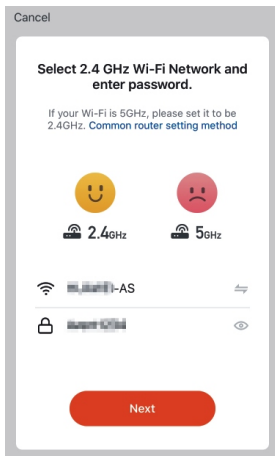 Cancel
Select 2.4 GHz Wi-Fi Network and
enter password.
If your Wi-Fi is 5GHz, please set it to be
2.4GHz. Common router setting method
2.4GHz 5GHz
-AS
Next